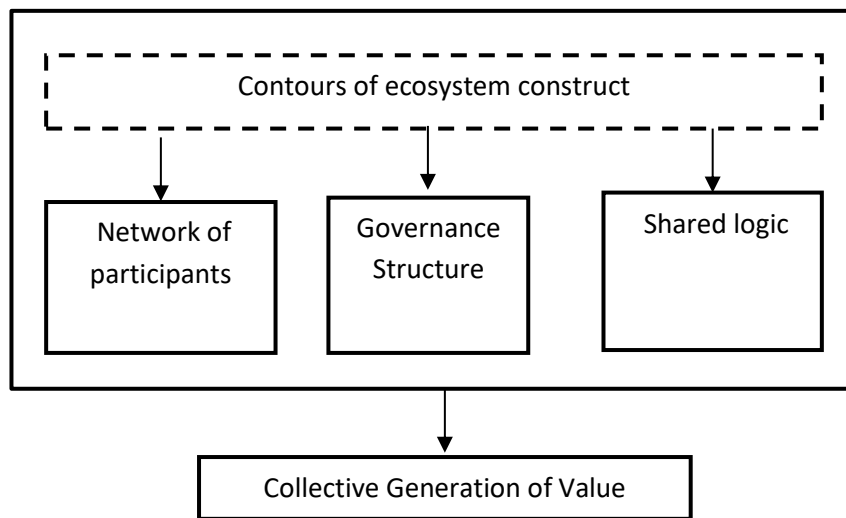 Contours of ecosystem construct
Network of
participants
Governance
Structure
Shared logic
Collective Generation of Value